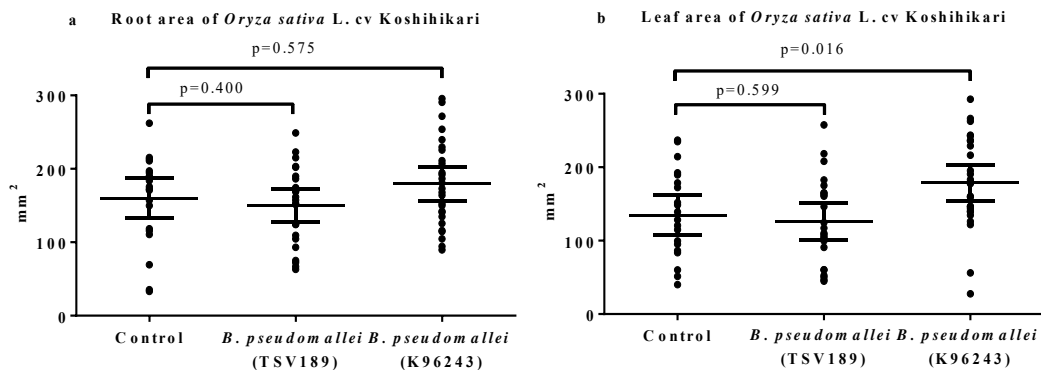 a Root area of Oryza sativa L. cv Koshihikari
p=0.575
p=0.400
300
200
100
0
mm2
Control
B. pseudomallei
(TSV189)
B. pseudomallei
(K96243)
b Leaf area of Oryza sativa L. cv Koshihikari
p=0.016
p=0.599
300
200
100
0
mm2
Control
B. pseudomallei
(TSV189)
B. pseudomallei
(K96243)